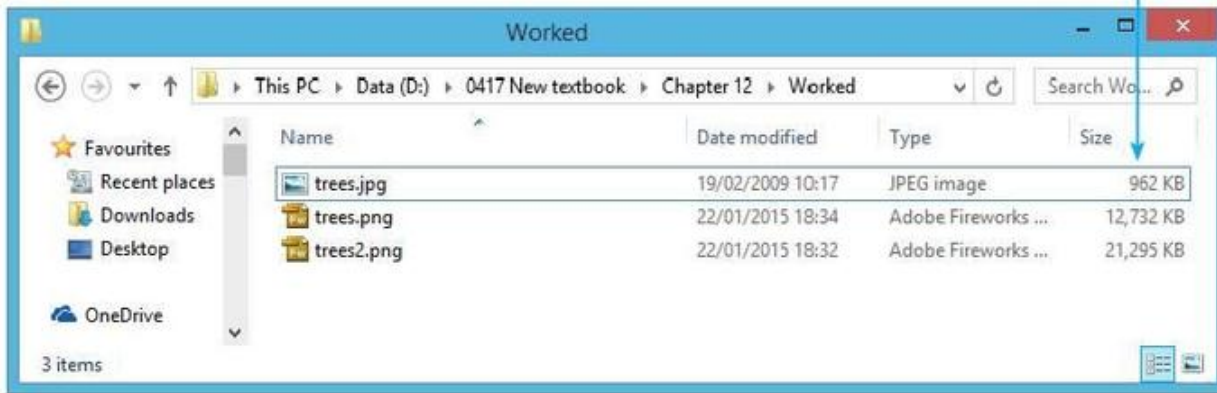 Worked
This PC Data (D:) 0417 New textbook Chapter 12 Worked Search Wo...
Favourites Name Date modified Type Size
Recent places trees.jpg 19/02/2009 10:17 JPEG image 962 KB
Downloads trees.png 22/01/2015 18:34 Adobe Fireworks ... 12,732 KB
Desktop trees2.png 22/01/2015 18:32 Adobe Fireworks ... 21,295 KB
OneDrive
3 items